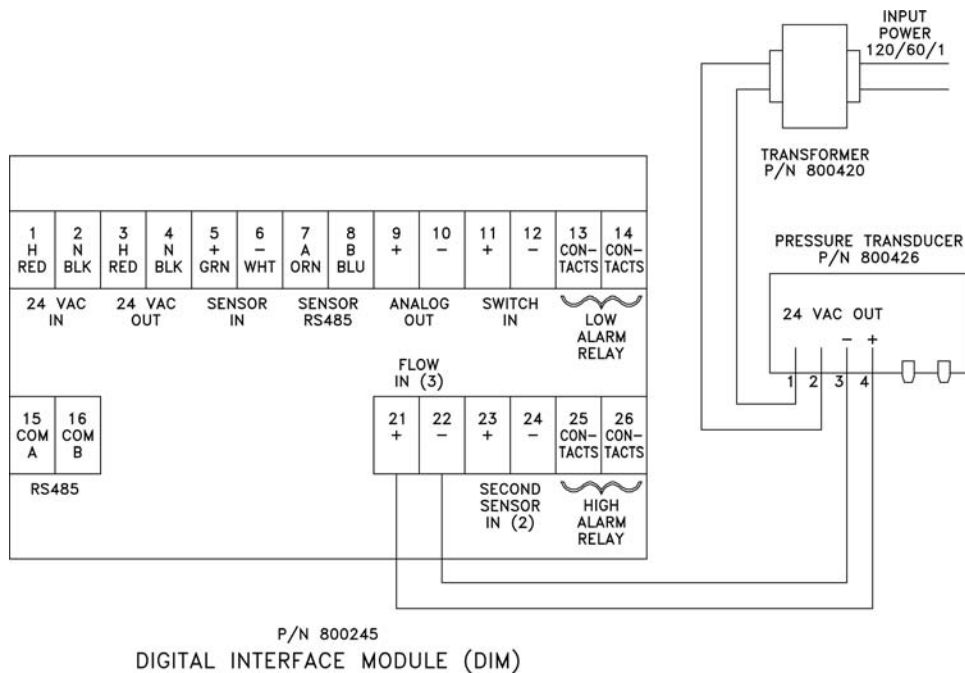 INPUT
POWER
120/60/1
TRANSFORMER
P/N 800420
1 2 3 4 5 6 7 8 9 10 11 12 13 14
H N H N + - A B + - + - CON- CON-
RED BLK RED BLK GRN WHT ORN BLU TACTS TACTS
24 VAC 24 VAC SENSOR SENSOR ANALOG SWITCH
IN OUT IN RS485 OUT IN LOW
ALARM
RELAY
PRESSURE TRANSDUCER
P/N 800426
24 VAC OUT
- +
1 2 3 4
FLOW
IN (3)
15 16 21 22 23 24 25 26
COM COM + - + - CON- CON-
A B TACTS TACTS
RS485
SECOND
SENSOR
IN (2)
HIGH
ALARM
RELAY
P/N 800245
DIGITAL INTERFACE MODULE (DIM)